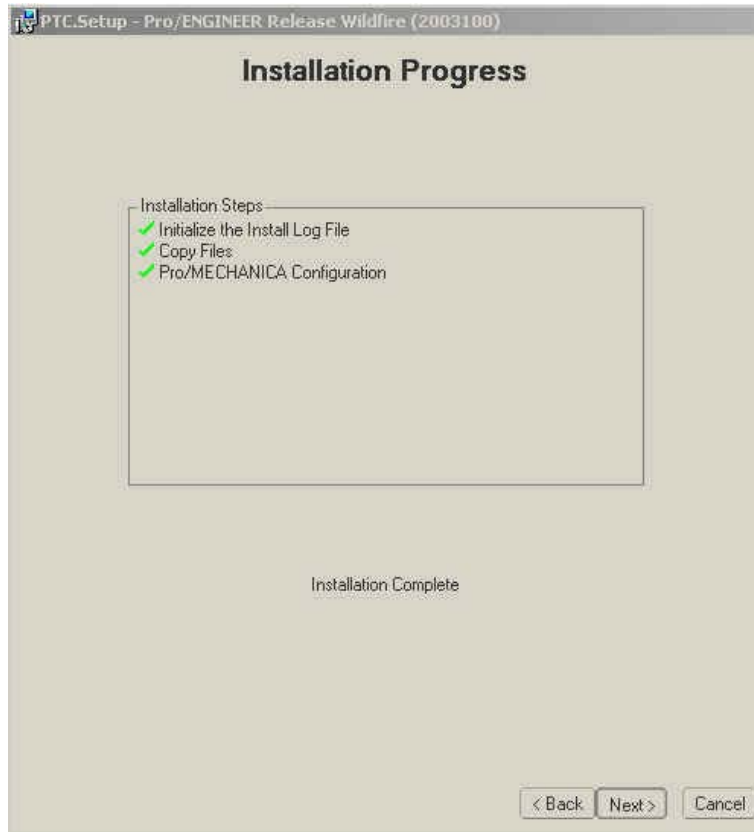 PTC.Setup - Pro/ENGINEER Release Wildfire (2003100)
Installation Progress
Installation Steps
Initialize the Install Log File
Copy Files
Pro/MECHANICA Configuration
Installation Complete
< Back Next > Cancel